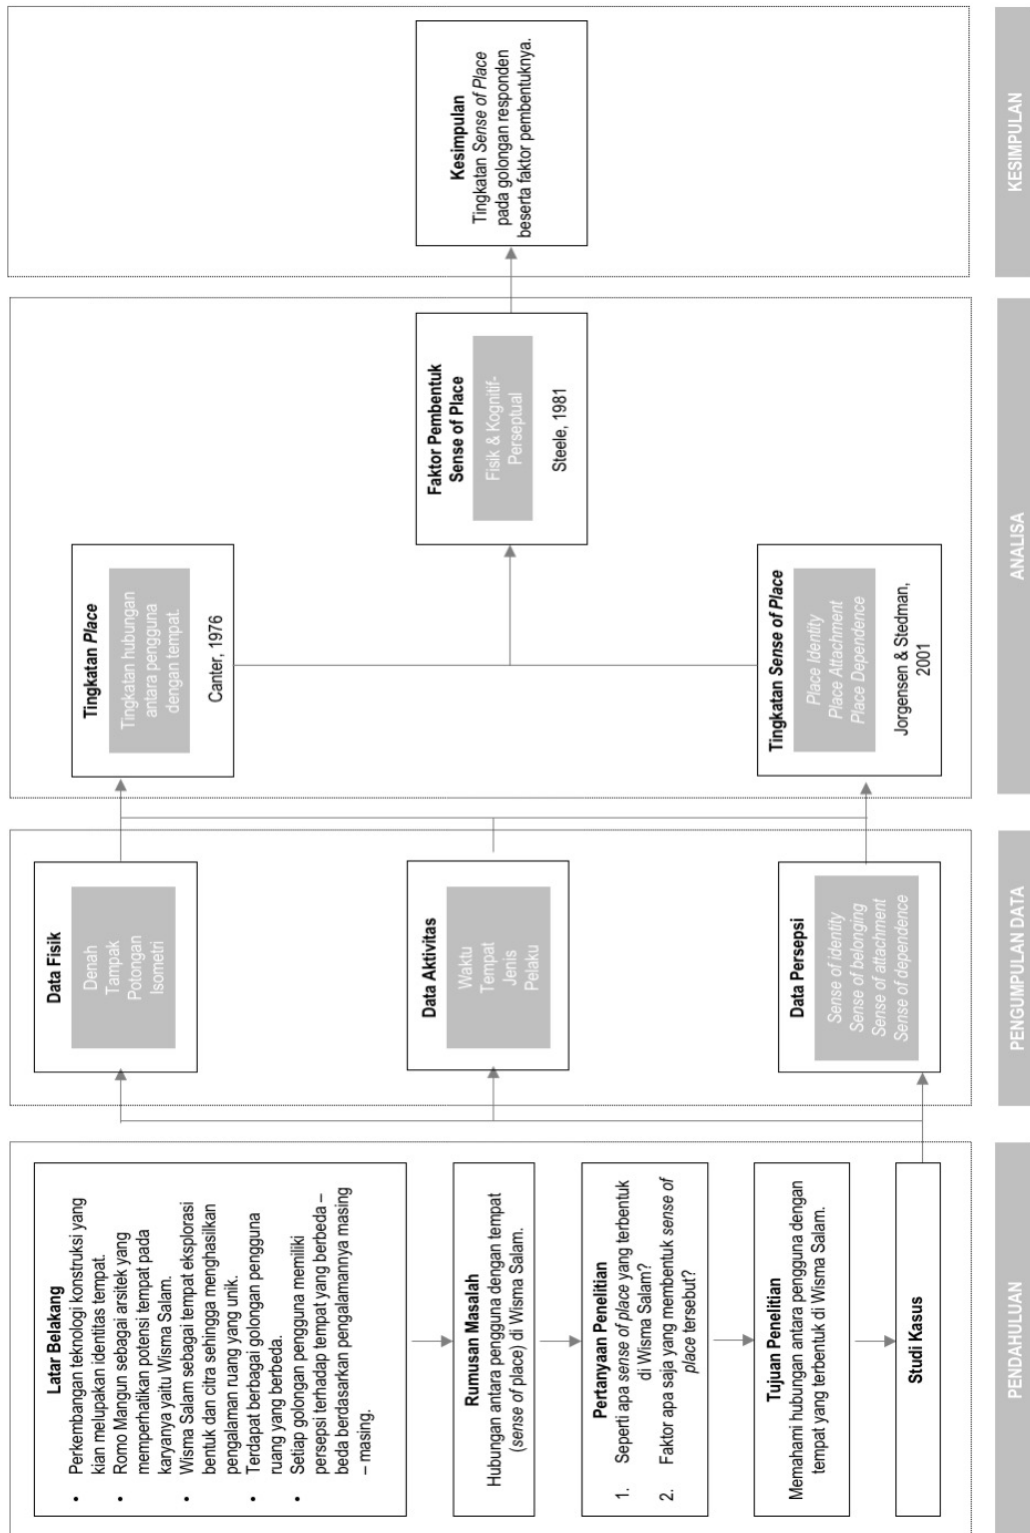 PENDAHULUAN
Latar Belakang
• Perkembangan teknologi konstruksi yang
kian melupakan identitas tempat.
• Romo Mangun sebagai arsitek yang
memperhatikan potensi tempat pada
karyanya yaitu Wisma Salam.
• Wisma Salam sebagai tempat eksplorasi
bentuk dan citra sehingga menghasilkan
pengalaman ruang yang unik.
• Terdapat berbagai golongan pengguna
ruang yang berbeda.
• Setiap golongan pengguna memiliki
persepsi terhadap tempat yang berbeda –
beda berdasarkan pengalamannya masing
– masing.
Rumusan Masalah
Hubungan antara pengguna dengan tempat
(sense of place) di Wisma Salam.
Pertanyaan Penelitian
1. Seperti apa sense of place yang terbentuk
di Wisma Salam?
2. Faktor apa saja yang membentuk sense of
place tersebut?
Tujuan Penelitian
Memahami hubungan antara pengguna dengan
tempat yang terbentuk di Wisma Salam.
Studi Kasus
PENGUMPULAN DATA
Data Fisik
Denah
Tampak
Potongan
Isometri
Data Aktivitas
Waktu
Tempat
Jenis
Pelaku
Data Persepsi
Sense of identity
Sense of belonging
Sense of attachment
Sense of dependence
ANALISA
Tingkatan Place
Tingkatan hubungan
antara pengguna
dengan tempat.
Canter, 1976
Tingkatan Sense of Place
Place Identity
Place Attachment
Place Dependence
Jorgensen & Stedman,
2001
Faktor Pembentuk
Sense of Place
Fisik & Kognitif-
Perseptual
Steele, 1981
KESIMPULAN
Kesimpulan
Tingkatan Sense of Place
pada golongan responden
beserta faktor pembentuknya.